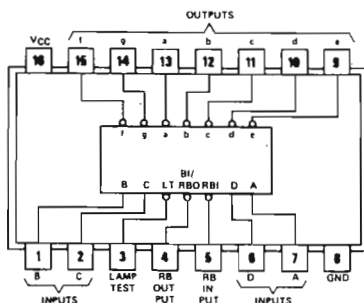 OUTPUTS
VCC f g a b c d e
16 15 14 13 12 11 10 9
f g a b c d e
BI/
B C LT RBO RBI D A
1 2 3 4 5 6 7 8
B C LAMP RB RB D A GND
INPUTS TEST OUT IN INPUTS
PUT PUT